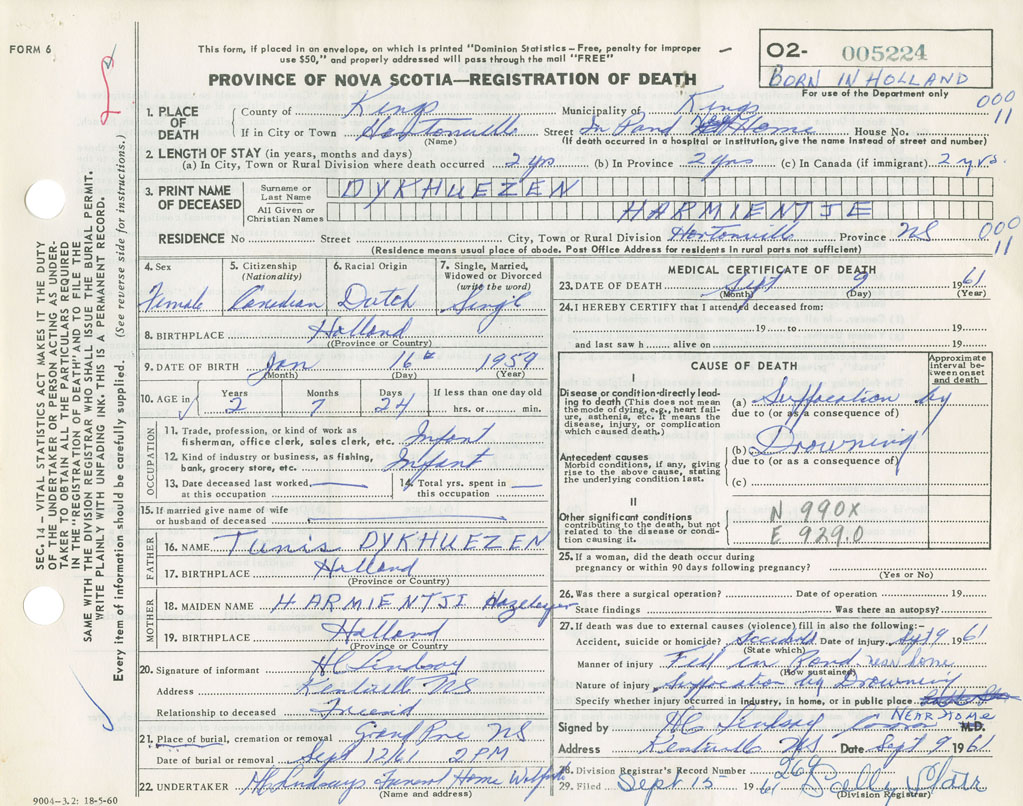 FORM 6
This form, if placed in an envelope, on which is printed "Dominion Statistics – Free, penalty for improper
use $50," and properly addressed will pass through the mail "FREE"
O2- 005224
BORN IN HOLLAND
For use of the Department only
PROVINCE OF NOVA SCOTIA—REGISTRATION OF DEATH
000
11
1. PLACE OF DEATH
County of Kings Municipality of Kings
If in City or Town Hortonville Street In Pond Near Home House No.
(Name) (If death occurred in a hospital or institution, give the name instead of street and number)
2. LENGTH OF STAY (in years, months and days)
(a) In City, Town or Rural Division where death occurred 2 yrs (b) In Province 2 yrs (c) In Canada (if immigrant) 2 yrs.
3. PRINT NAME OF DECEASED
Surname or Last Name DYKHUEZEN
All Given or Christian Names HARMIENTJE
RESIDENCE No Street City, Town or Rural Division Hortonville Province NS
000
11
(Residence means usual place of abode. Post Office Address for residents in rural parts not sufficient)
4. Sex 5. Citizenship (Nationality) 6. Racial Origin 7. Single, Married, Widowed or Divorced (write the word)
Female Canadian Dutch Single
8. BIRTHPLACE Holland
(Province or Country)
9. DATE OF BIRTH Jan 16th 1959
(Month) (Day) (Year)
10. AGE in Years Months Days If less than one day old
2 7 24 hrs. or min.
OCCUPATION
11. Trade, profession, or kind of work as
fisherman, office clerk, sales clerk, etc. Infant
12. Kind of industry or business, as fishing,
bank, grocery store, etc. Infant
13. Date deceased last worked at this occupation
14. Total yrs. spent in this occupation
15. If married give name of wife
or husband of deceased
FATHER
16. NAME Tunis DYKHUEZEN
17. BIRTHPLACE Holland
(Province or Country)
MOTHER
18. MAIDEN NAME HARMIENTJI
19. BIRTHPLACE Holland
(Province or Country
20. Signature of informant HC Lindsay
Address Kentville NS
Relationship to deceased Friend
21. Place of burial, cremation or removal Grand Pre NS
Date of burial or removal Sept 12/61 2 PM
22. UNDERTAKER Funeral Home
(Name and address)
MEDICAL CERTIFICATE OF DEATH
23. DATE OF DEATH Sept 9 1961
(Month) (Day) (Year)
24. I HEREBY CERTIFY that I attended deceased from:
19 to 19
and last saw h alive on 19
CAUSE OF DEATH
Approximate interval between onset and death
I
Disease or condition directly leading to death (This does not mean the mode of dying, e.g., heart failure, asthenia, etc. It means the disease, injury, or complication which caused death.)
(a) Suffocation by
due to (or as a consequence of)
Antecedent causes
Morbid conditions, if any, giving rise to the above cause, stating the underlying condition last.
(b) Drowning
due to (or as a consequence of)
(c)
II
Other significant conditions
contributing to the death, but not related to the disease or condition causing it.
N 990X
E 929.0
25. If a woman, did the death occur during
pregnancy or within 90 days following pregnancy?
(Yes or No)
26. Was there a surgical operation? Date of operation 19
State findings Was there an autopsy?
27. If death was due to external causes (violence) fill in also the following:-
Accident, suicide or homicide? Accident Date of injury Sept 9 1961
(State which)
Manner of injury Fell in Pond near home
(How sustained)
Nature of injury Suffocation by Drowning
Specify whether injury occurred in industry, in home, or in public place
NEAR HOME
Signed by HC Lindsay M.D.
Address Kentville NS Date Sept 9 1961
28. Division Registrar's Record Number 269
29. Filed Sept 15 1961
(Division Registrar)
SEC. 14 – VITAL STATISTICS ACT MAKES IT THE DUTY
OF THE UNDERTAKER OR PERSON ACTING AS UNDER-
TAKER TO OBTAIN ALL THE PARTICULARS REQUIRED
IN THE "REGISTRATION OF DEATH" AND TO FILE THE
SAME WITH THE DIVISION REGISTRAR WHO SHALL ISSUE THE BURIAL PERMIT.
WRITE PLAINLY WITH UNFADING INK. THIS IS A PERMANENT RECORD.
Every item of information should be carefully supplied. (See reverse side for instructions.)
9004–3.2: 18-5-60